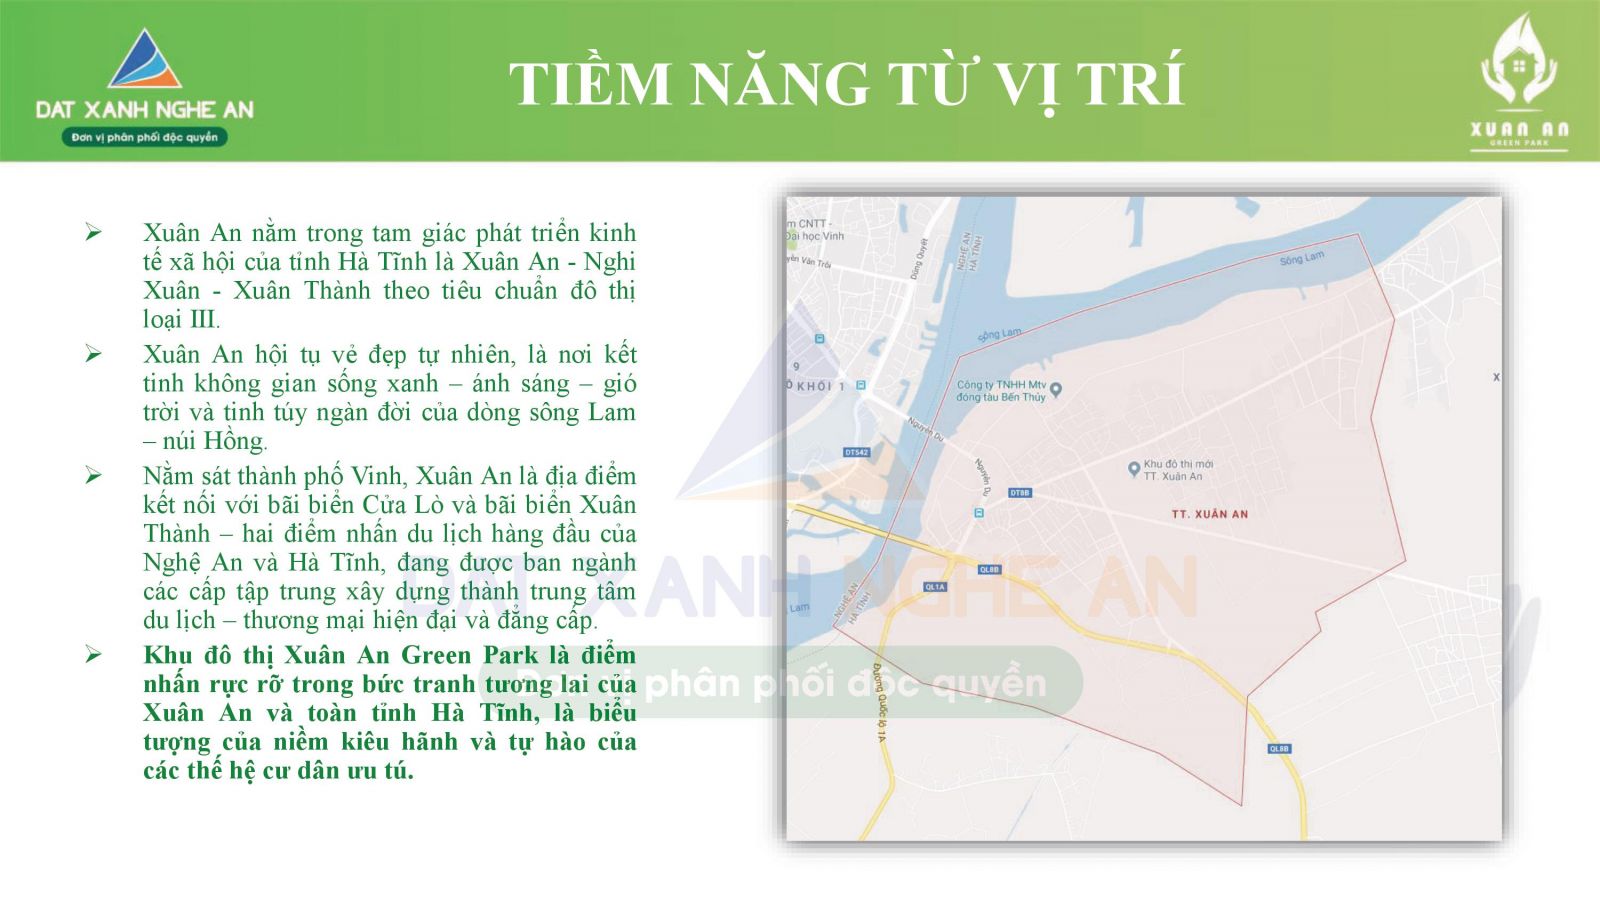 DAT XANH NGHE AN
Đơn vị phân phối độc quyền
TIỀM NĂNG TỪ VỊ TRÍ
XUAN AN
GREEN PARK
Xuân An nằm trong tam giác phát triển kinh
tế xã hội của tỉnh Hà Tĩnh là Xuân An - Nghi
Xuân - Xuân Thành theo tiêu chuẩn đô thị
loại III.
Xuân An hội tụ vẻ đẹp tự nhiên, là nơi kết
tinh không gian sống xanh – ánh sáng – gió
trời và tinh túy ngàn đời của dòng sông Lam
– núi Hồng.
Nằm sát thành phố Vinh, Xuân An là địa điểm
kết nối với bãi biển Cửa Lò và bãi biển Xuân
Thành – hai điểm nhấn du lịch hàng đầu của
Nghệ An và Hà Tĩnh, đang được ban ngành
các cấp tập trung xây dựng thành trung tâm
du lịch – thương mại hiện đại và đẳng cấp.
Khu đô thị Xuân An Green Park là điểm
nhấn rực rỡ trong bức tranh tương lai của
Xuân An và toàn tỉnh Hà Tĩnh, là biểu
tượng của niềm kiêu hãnh và tự hào của
các thế hệ cư dân ưu tú.
m CNTT -
Đại học Vinh
yễn Văn Trỗi
Dũng Quyết
NGHỆ AN
HÀ TĨNH
Sông Lam
Sông Lam
9
Ố KHỐI 1
Công ty TNHH Mtv
đóng tàu Bến Thủy
X
Nguyễn Du
ĐT542
Nguyễn Du
Khu đô thị mới
TT. Xuân An
ĐT8B
TT. XUÂN AN
QL8B
QL1A
NGHỆ AN
HÀ TĨNH
Lam
Đường Quốc lộ 1A
QL8B
DAT XANH NGHE AN
Đơn vị phân phối độc quyền